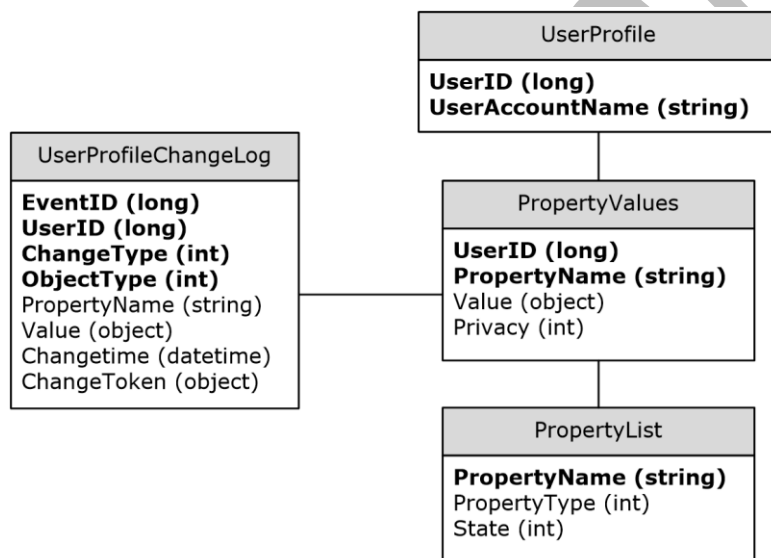 UserProfile
UserID (long)
UserAccountName (string)
UserProfileChangeLog
EventID (long)
UserID (long)
ChangeType (int)
ObjectType (int)
PropertyName (string)
Value (object)
Changetime (datetime)
ChangeToken (object)
PropertyValues
UserID (long)
PropertyName (string)
Value (object)
Privacy (int)
PropertyList
PropertyName (string)
PropertyType (int)
State (int)